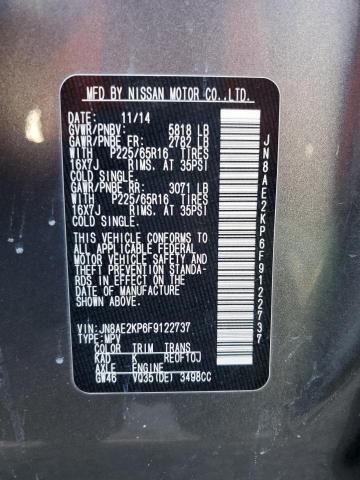 MFD BY NISSAN MOTOR CO.,LTD.
DATE: 11/14
GVWR/PNBV: 5818 LB
GAWR/PNBE FR: 2782 LB
WITH P225/65R16 TIRES
16X7J RIMS. AT 35PSI
COLD SINGLE.
GAWR/PNBE RR: 3071 LB
WITH P225/65R16 TIRES
16X7J RIMS. AT 35PSI
COLD SINGLE.
THIS VEHICLE CONFORMS TO
ALL APPLICABLE FEDERAL
MOTOR VEHICLE SAFETY AND
THEFT PREVENTION STANDA-
RDS IN EFFECT ON THE DATE
OF MANUFACTURE SHOWN ABOVE.
VIN: JN8AE2KP6F9122737
TYPE: MPV
COLOR TRIM TRANS
KAD K RE0F10J
AXLE ENGINE
GW46 VQ35(DE) 3498CC
JN8AE2KP6F9122737